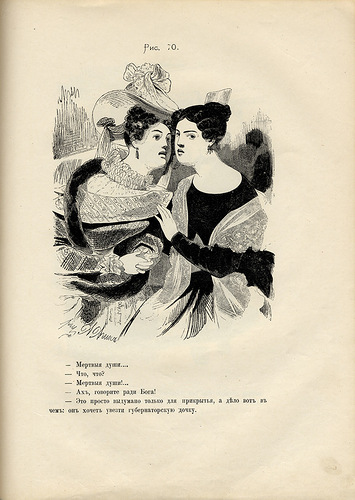 Рис. 70.
— Мертвыя души...
— Что, что?
— Мертвыя души!..
— Ахъ, говорите ради Бога!
— Это просто выдумано только для прикрытья, а дѣло вотъ въ
чемъ: онъ хочетъ увезти губернаторскую дочку.